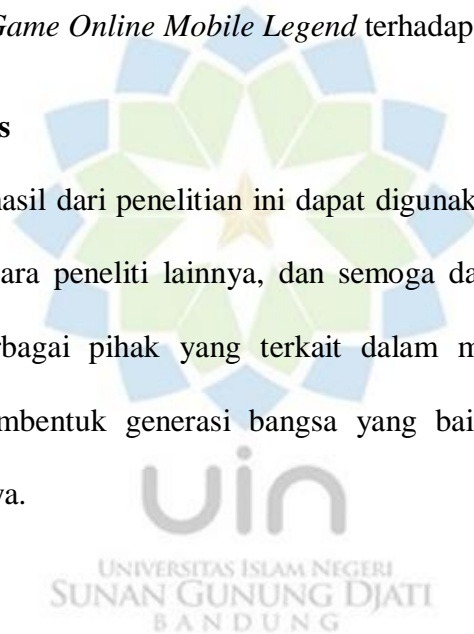 Game Online Mobile Legend terhadap
s
hasil dari penelitian ini dapat digunak
ara peneliti lainnya, dan semoga da
rbagai pihak yang terkait dalam m
mbentuk generasi bangsa yang bai
ya.
uin
UNIVERSITAS ISLAM NEGERI
SUNAN GUNUNG DJATI
BANDUNG